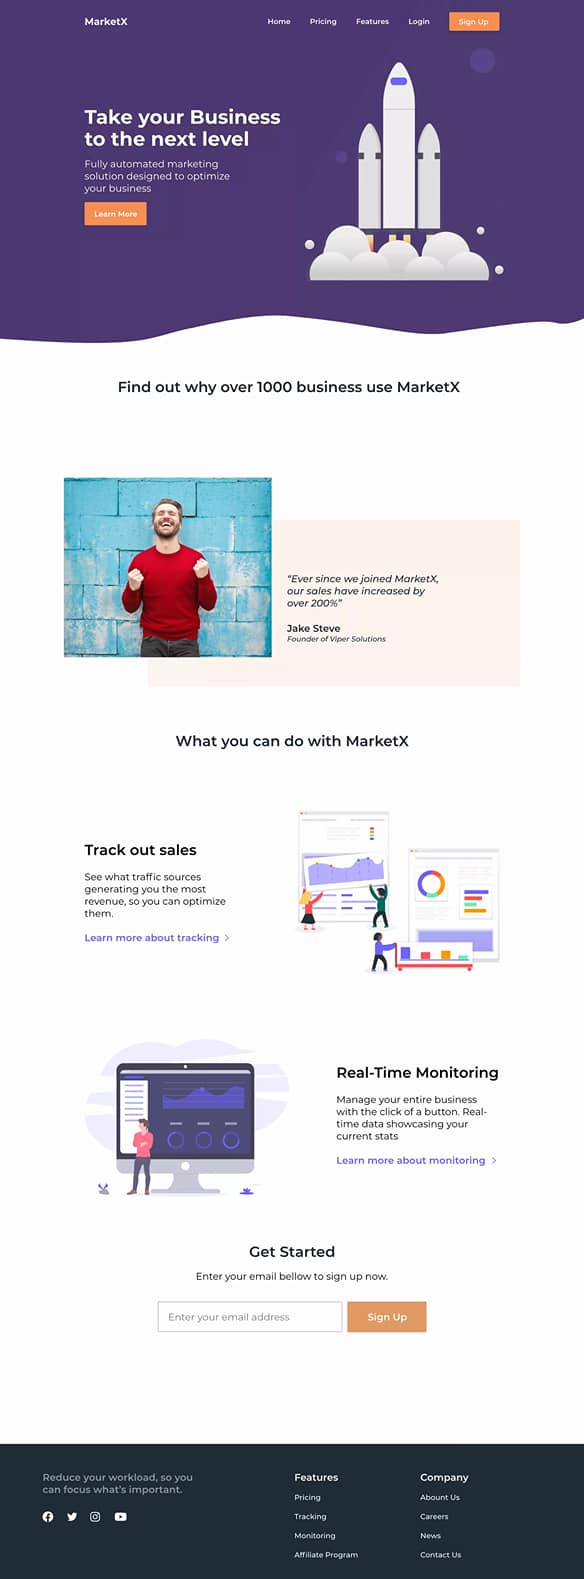 MarketX
Home Pricing Features Login Sign Up
Take your Business
to the next level
Fully automated marketing
solution designed to optimize
your business
Learn More
Find out why over 1000 business use MarketX
“Ever since we joined MarketX,
our sales have increased by
over 200%”
Jake Steve
Founder of Viper Solutions
What you can do with MarketX
Track out sales
See what traffic sources
generating you the most
revenue, so you can optimize
them.
Learn more about tracking >
Real-Time Monitoring
Manage your entire business
with the click of a button. Real-
time data showcasing your
current stats
Learn more about monitoring >
Get Started
Enter your email bellow to sign up now.
Enter your email address
Sign Up
Reduce your workload, so you
can focus what's important.
Features
Pricing
Tracking
Monitoring
Affiliate Program
Company
Abount Us
Careers
News
Contact Us